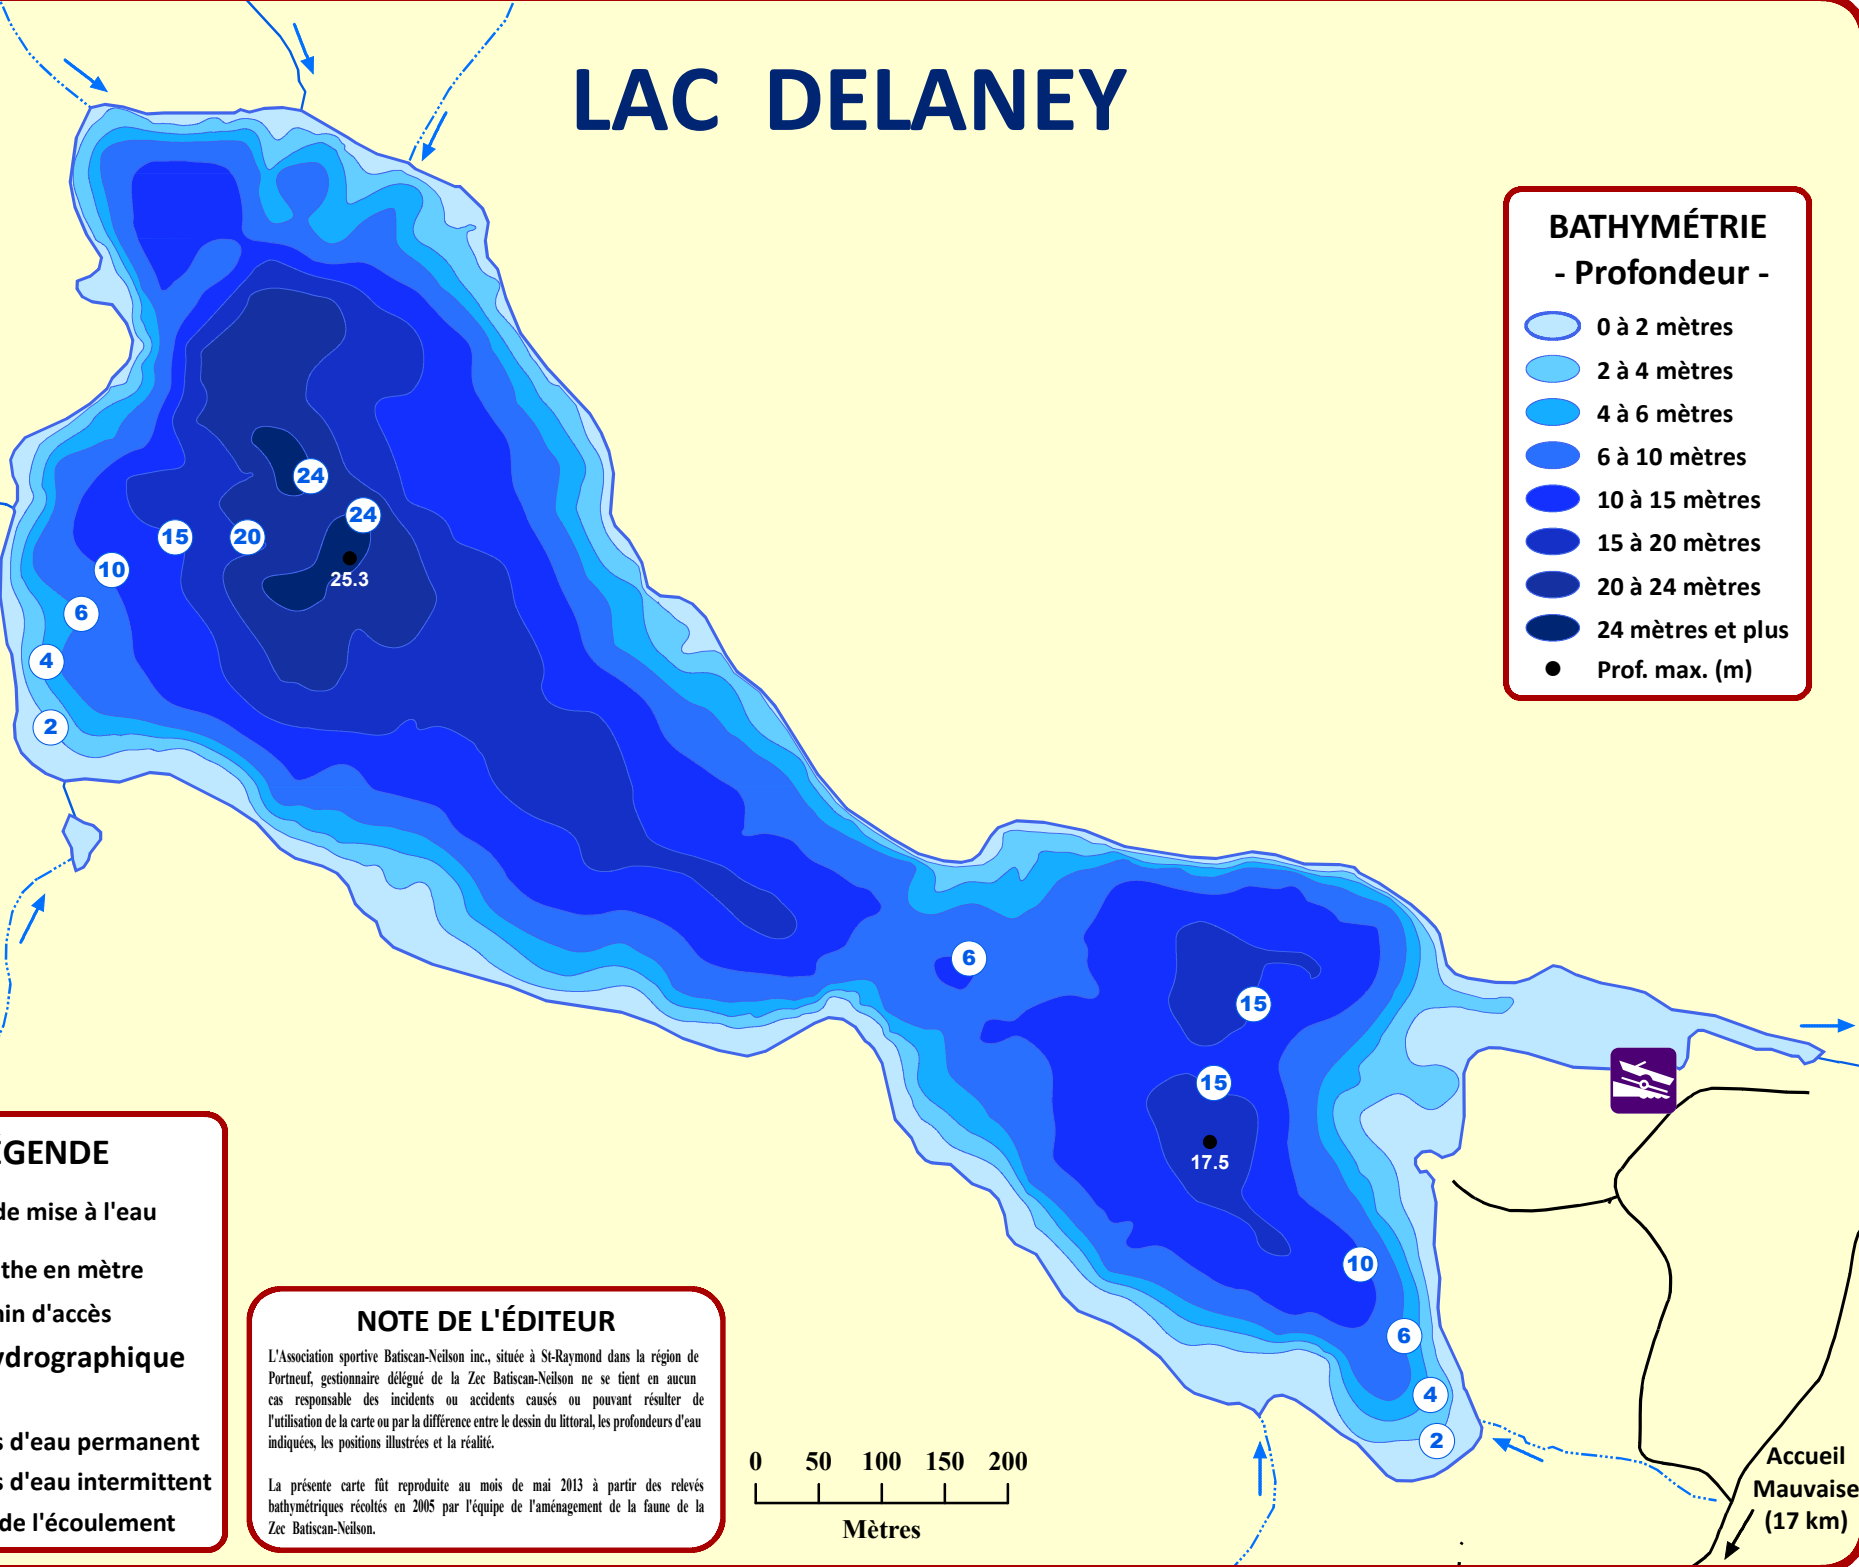 LAC DELANEY
BATHYMÉTRIE
- Profondeur -
0 à 2 mètres
2 à 4 mètres
4 à 6 mètres
6 à 10 mètres
10 à 15 mètres
15 à 20 mètres
20 à 24 mètres
24 mètres et plus
Prof. max. (m)
24
24
15
20
25.3
10
6
4
2
6
15
15
17.5
10
6
4
2
de mise à l'eau
d'accès
d'eau permanent
d'eau intermittent
de l'écoulement
en mètre
NOTE DE L'ÉDITEUR
L'Association sportive Batiscan-Neilson inc., située à St-Raymond dans la région de
Portneuf, gestionnaire délégué de la Zec Batiscan-Neilson ne se tient en aucun
cas responsable des incidents ou accidents causés ou pouvant résulter de
l'utilisation de la carte ou par la différence entre le dessin du littoral, les profondeurs d'eau
indiquées, les positions illustrées et la réalité.
La présente carte fût reproduite au mois de mai 2013 à partir des relevés
bathymétriques récoltés en 2005 par l'équipe de l'aménagement de la faune de la
Zec Batiscan-Neilson.
0 50 100 150 200
Mètres
Accueil
Mauvaise
(17 km)